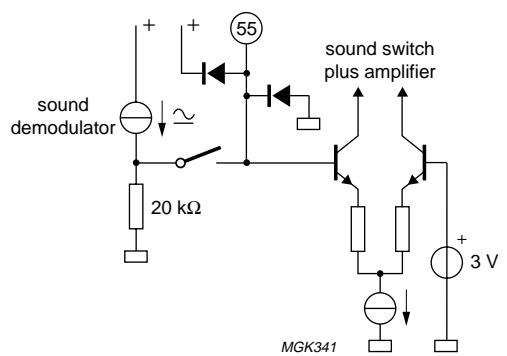 +
+
55
sound switch
plus amplifier
sound
demodulator
20 kΩ
+
3 V
MGK341